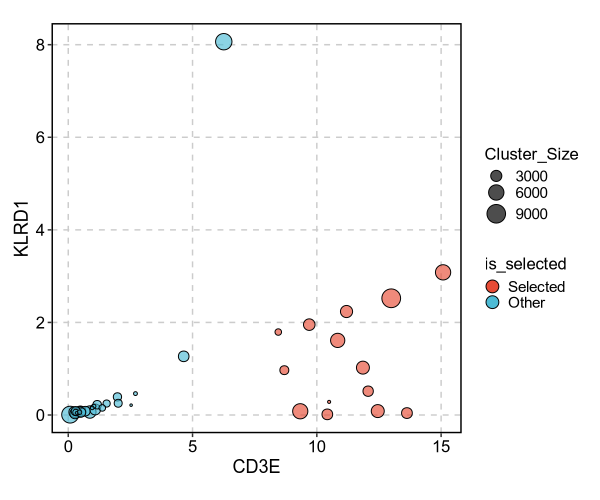 8
6
4
2
0
KLRD1
0
5
10
15
CD3E
Cluster_Size
3000
6000
9000
is_selected
Selected
Other